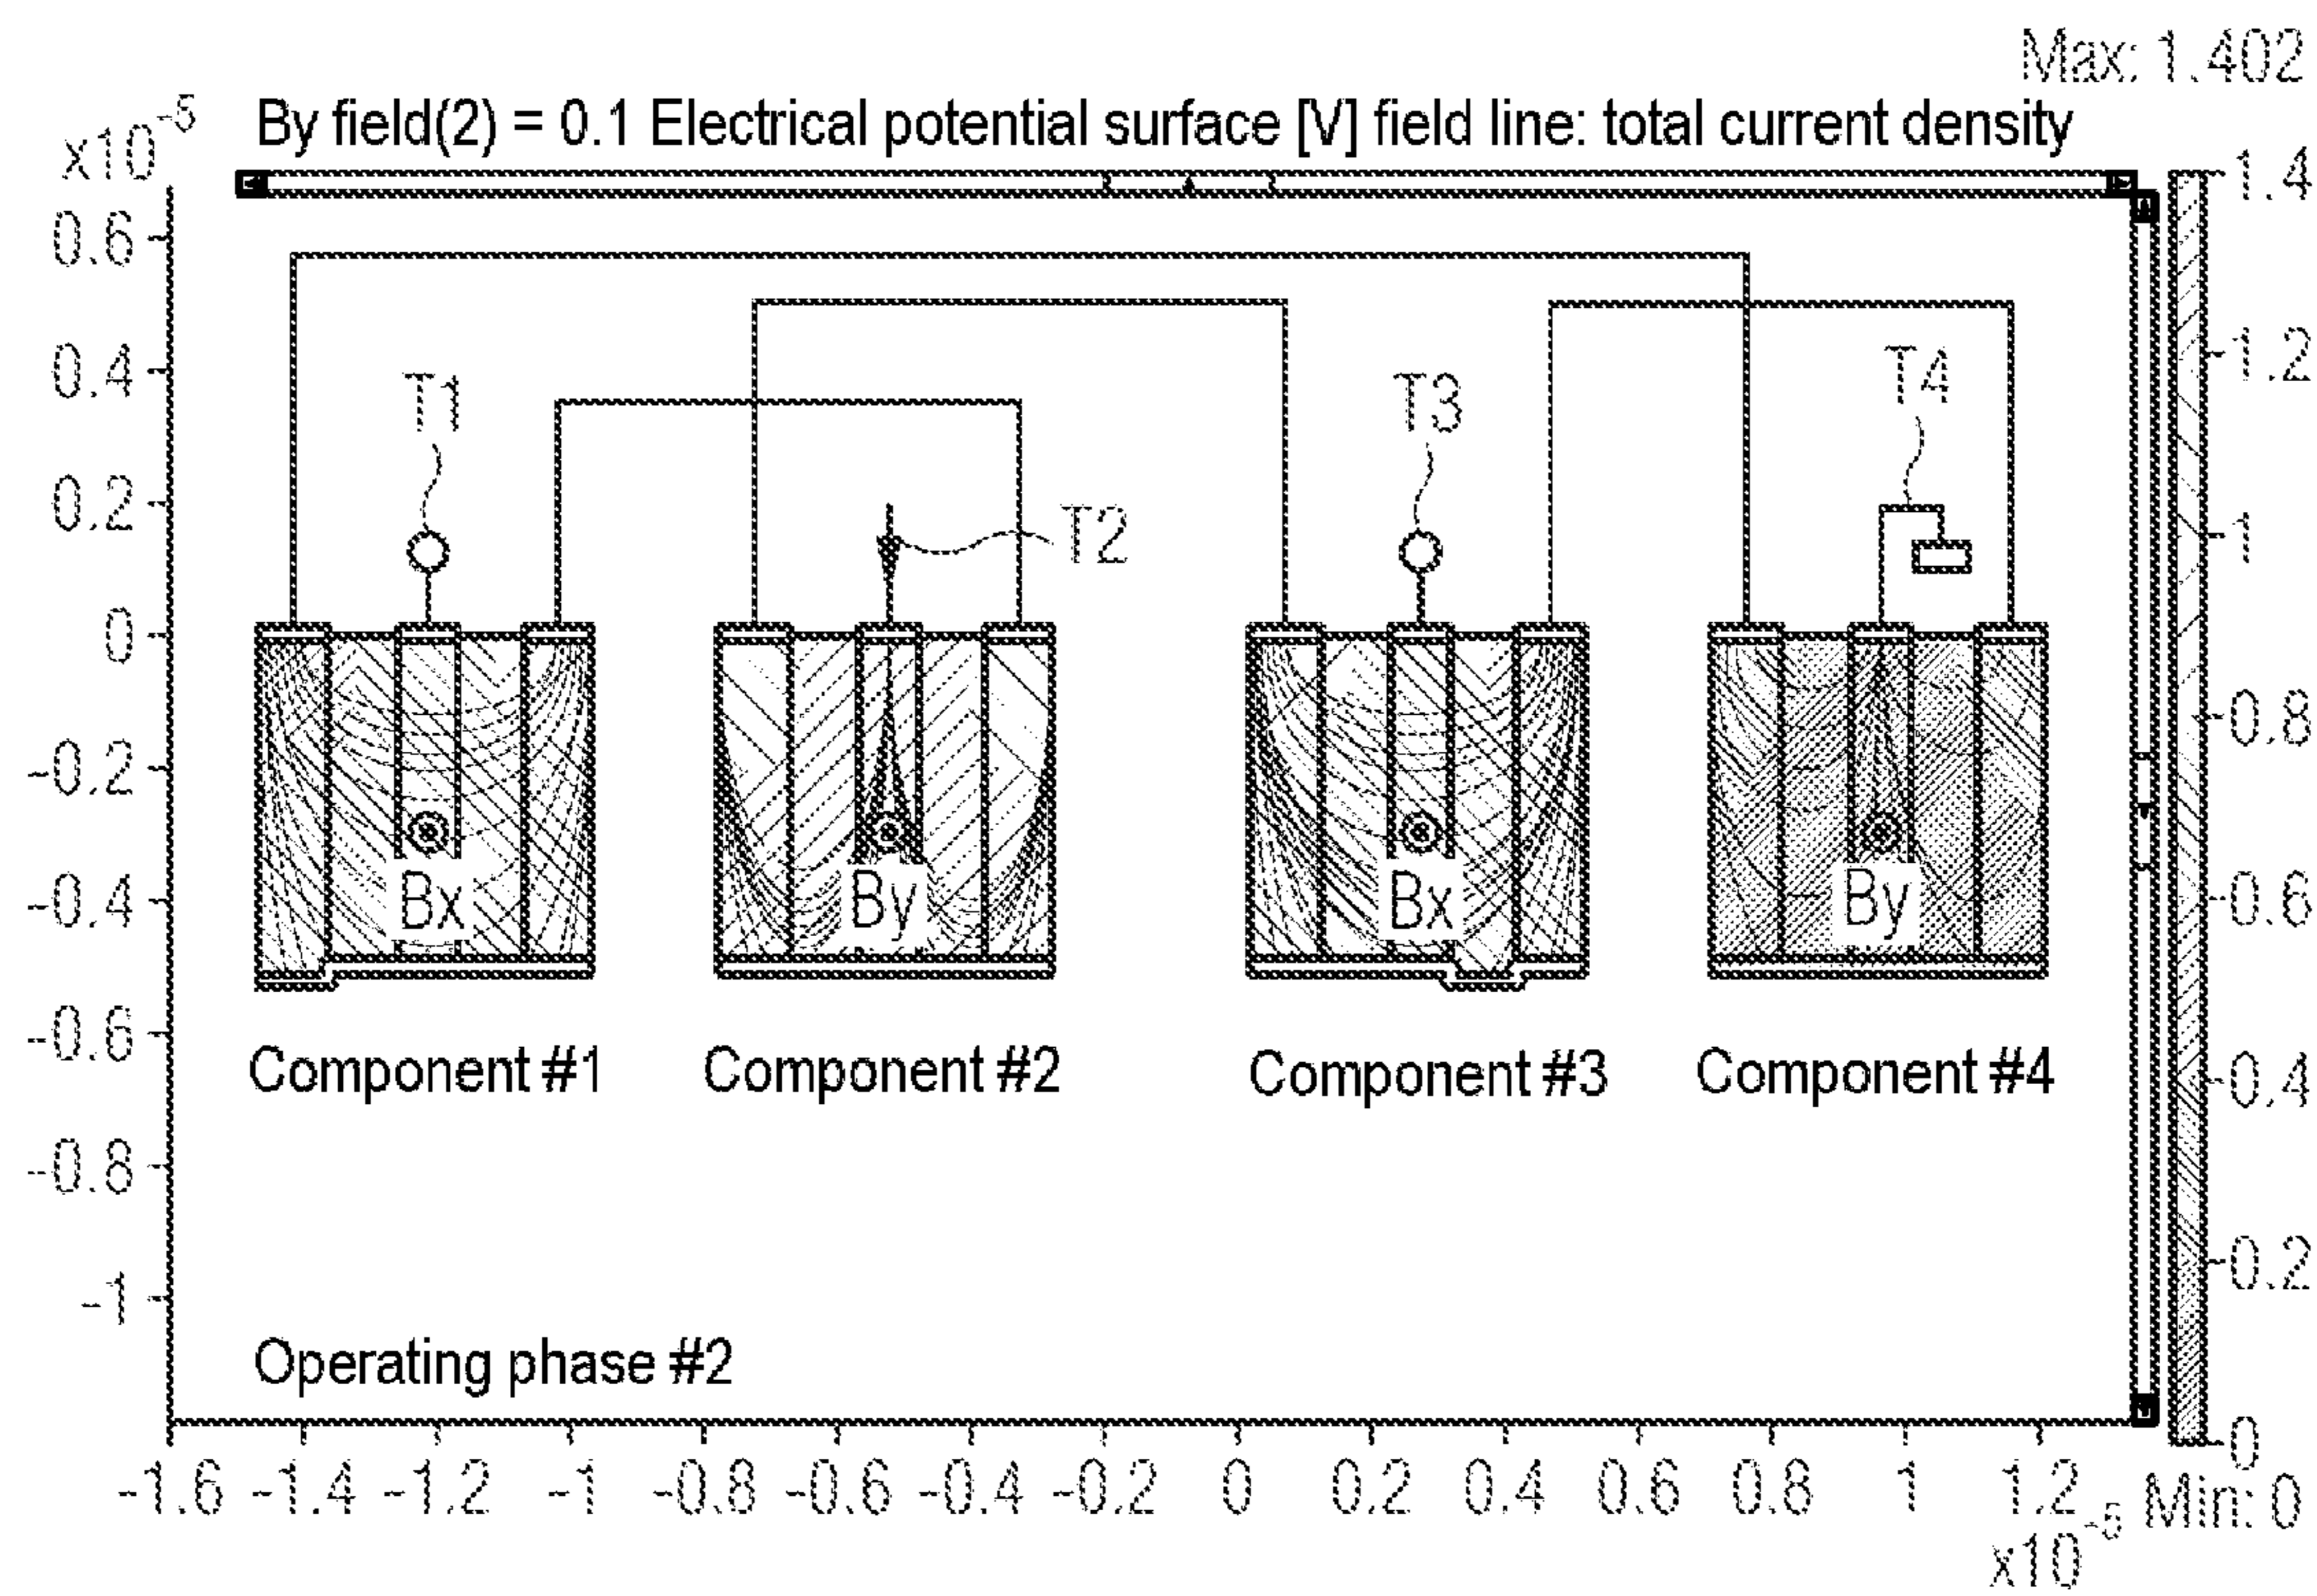 Max: 1.402
x10-5
By field(2) = 0.1 Electrical potential surface [V] field line: total current density
0.6
0.4
0.2
0
-0.2
-0.4
-0.6
-0.8
-1
T1
T2
T3
T4
Bx
By
Bx
By
Component #1
Component #2
Component #3
Component #4
Operating phase #2
1.4
1.2
1
0.8
0.6
0.4
0.2
0
-1.6 -1.4 -1.2 -1 -0.8 -0.6 -0.4 -0.2 0 0.2 0.4 0.6 0.8 1 1.2
x10-5
Min: 0